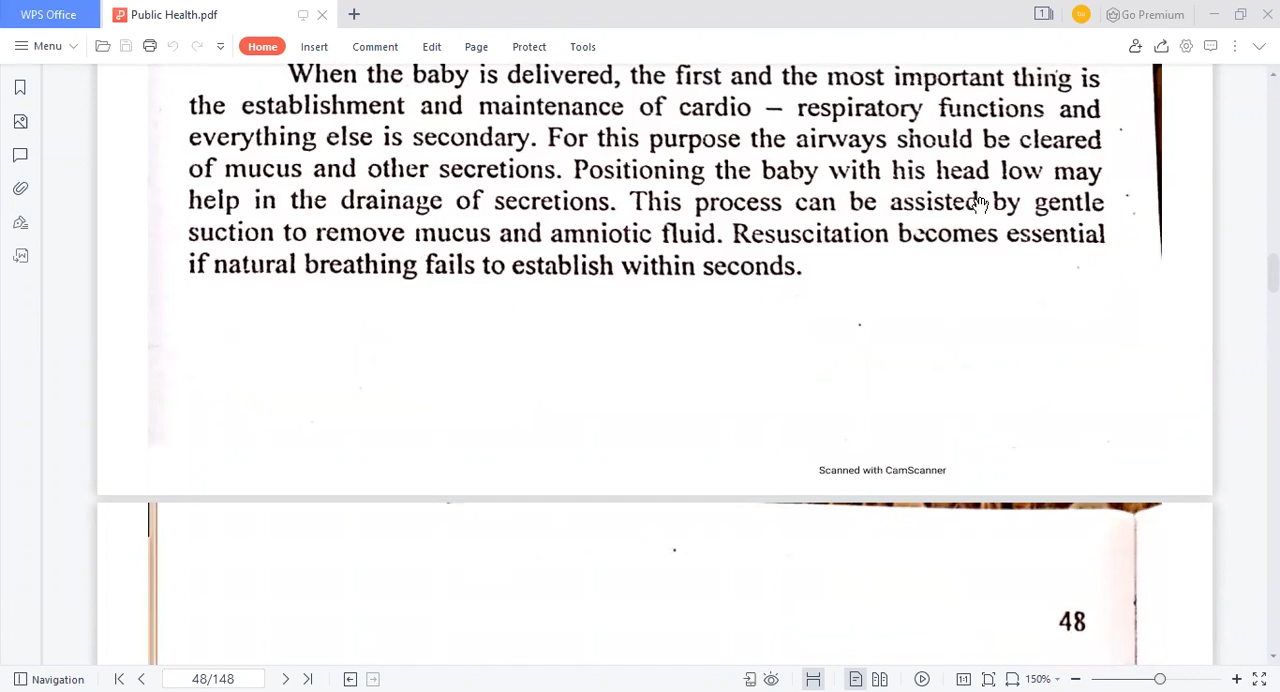 WPS Office
Public Health.pdf
1
Go Premium
Menu
Home
Insert
Comment
Edit
Page
Protect
Tools
When the baby is delivered, the first and the most important thing is
the establishment and maintenance of cardio – respiratory functions and
everything else is secondary. For this purpose the airways should be cleared
of mucus and other secretions. Positioning the baby with his head low may
help in the drainage of secretions. This process can be assisted by gentle
suction to remove mucus and amniotic fluid. Resuscitation becomes essential
if natural breathing fails to establish within seconds.
Scanned with CamScanner
48
Navigation
48/148
1:1
150%